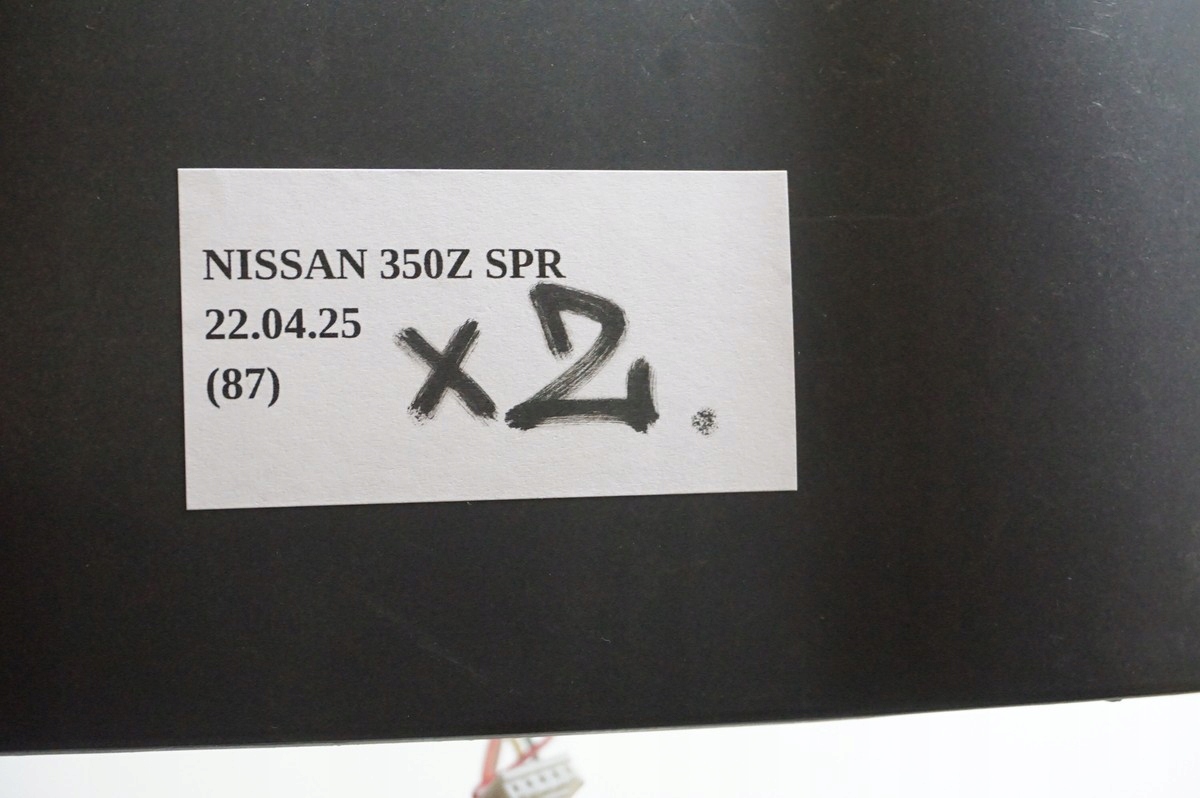 NISSAN 350Z SPR
22.04.25
(87)
x2.